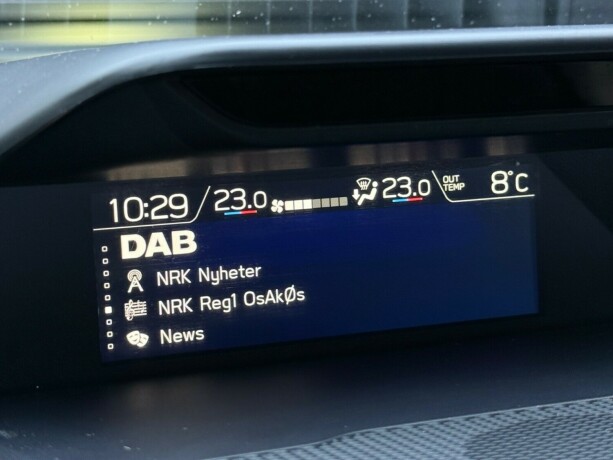 10:29 23.0 23.0 OUT TEMP 8°C
DAB
NRK Nyheter
NRK Reg1 OsAkØs
News